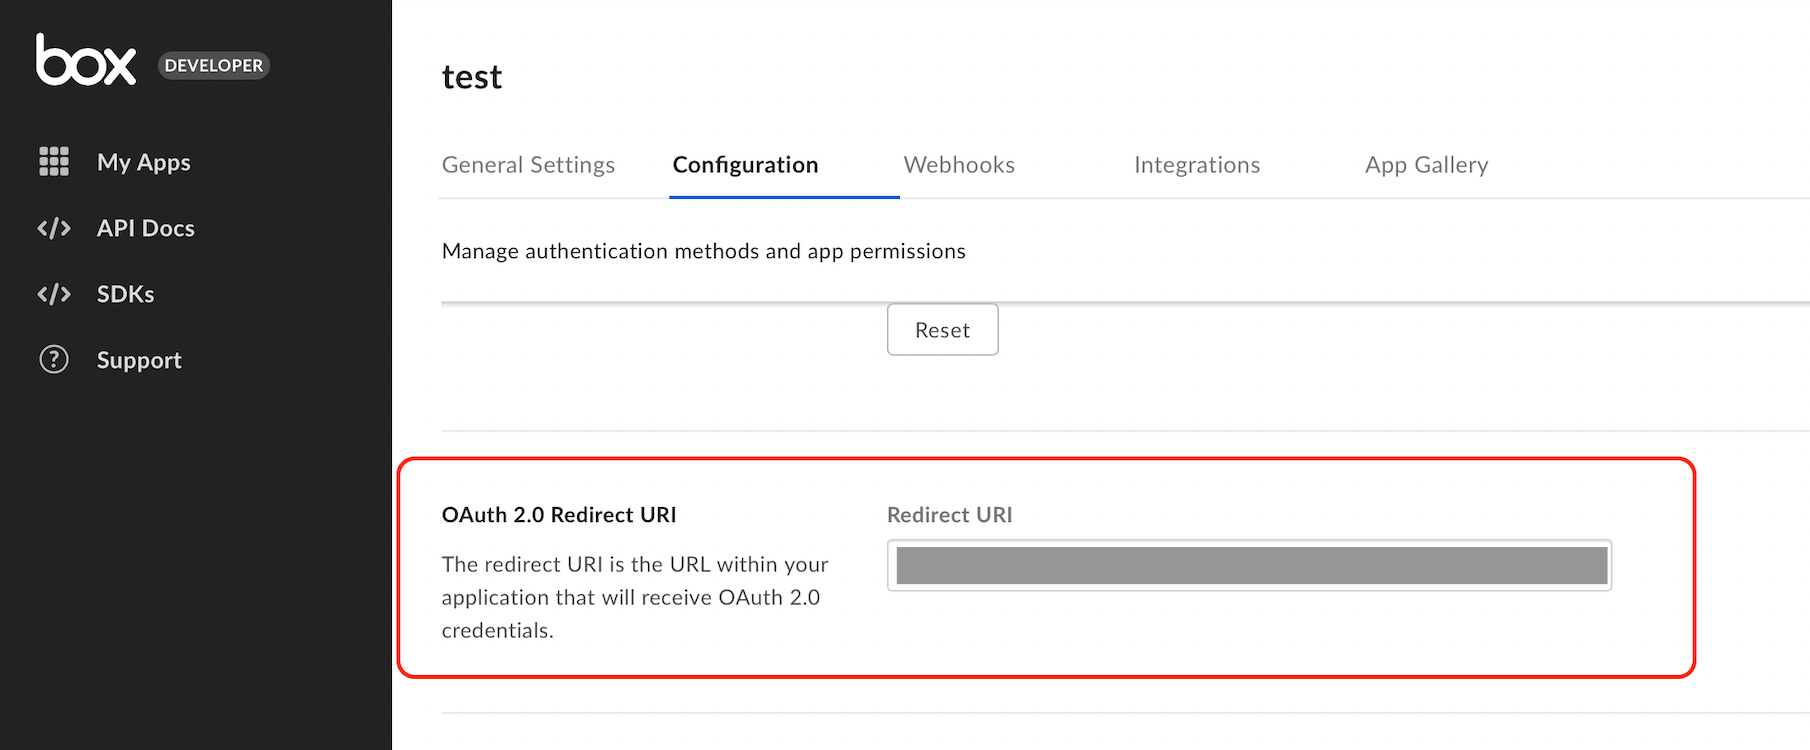 box DEVELOPER
My Apps
API Docs
SDKs
Support
test
General Settings Configuration Webhooks Integrations App Gallery
Manage authentication methods and app permissions
Reset
OAuth 2.0 Redirect URI
The redirect URI is the URL within your
application that will receive OAuth 2.0
credentials.
Redirect URI